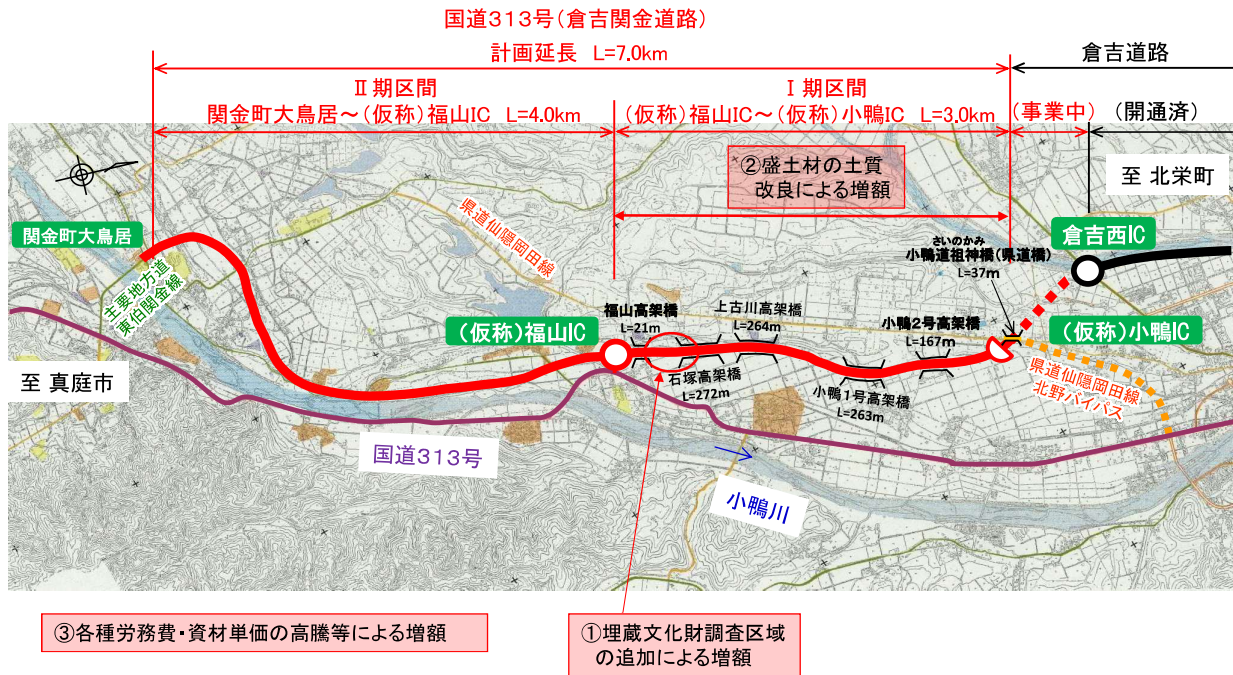 国道313号(倉吉関金道路)
計画延長 L=7.0km
倉吉道路
Ⅱ期区間
関金町大鳥居~(仮称)福山IC L=4.0km
Ⅰ期区間
(仮称)福山IC~(仮称)小鴨IC L=3.0km
(事業中)
(開通済)
②盛土材の土質
改良による増額
至 北栄町
関金町大鳥居
県道仙隠岡田線
倉吉西IC
さいのかみ
小鴨道祖神橋(県道橋)
L=37m
主要地方道
東伯関金線
(仮称)福山IC
福山高架橋
L=21m
上古川高架橋
L=264m
小鴨2号高架橋
L=167m
(仮称)小鴨IC
至 真庭市
石塚高架橋
L=272m
小鴨1号高架橋
L=263m
県道仙隠岡田線
北野バイパス
国道313号
小鴨川
③各種労務費・資材単価の高騰等による増額
①埋蔵文化財調査区域
の追加による増額